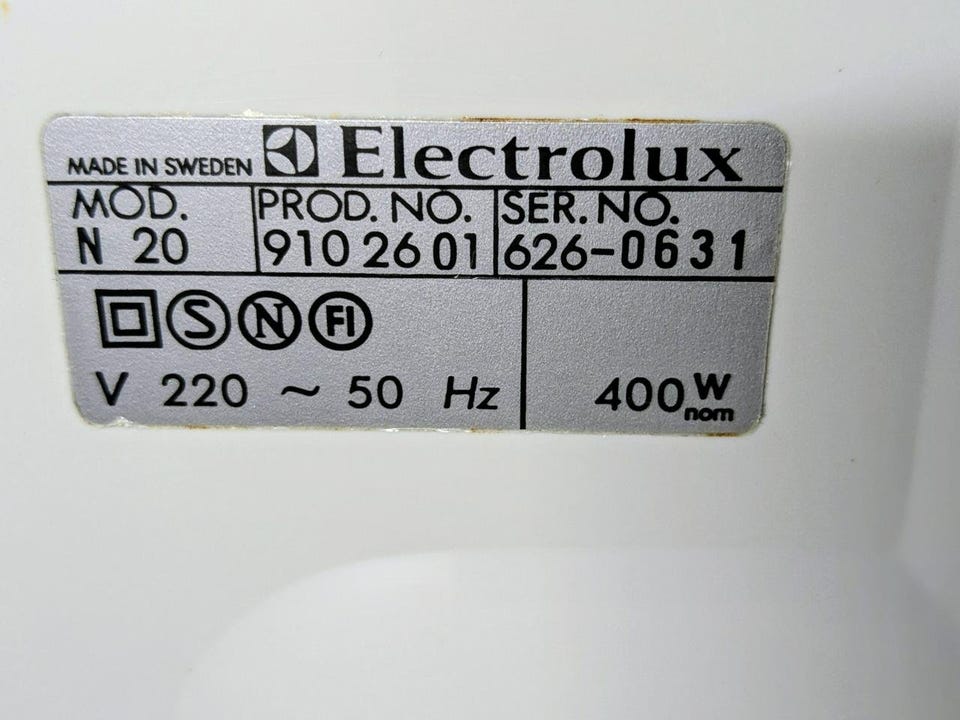 MADE IN SWEDEN Electrolux
MOD. PROD. NO. SER. NO.
N 20 910 26 01 626-0631
S N FI
V 220 ~ 50 Hz 400 W nom